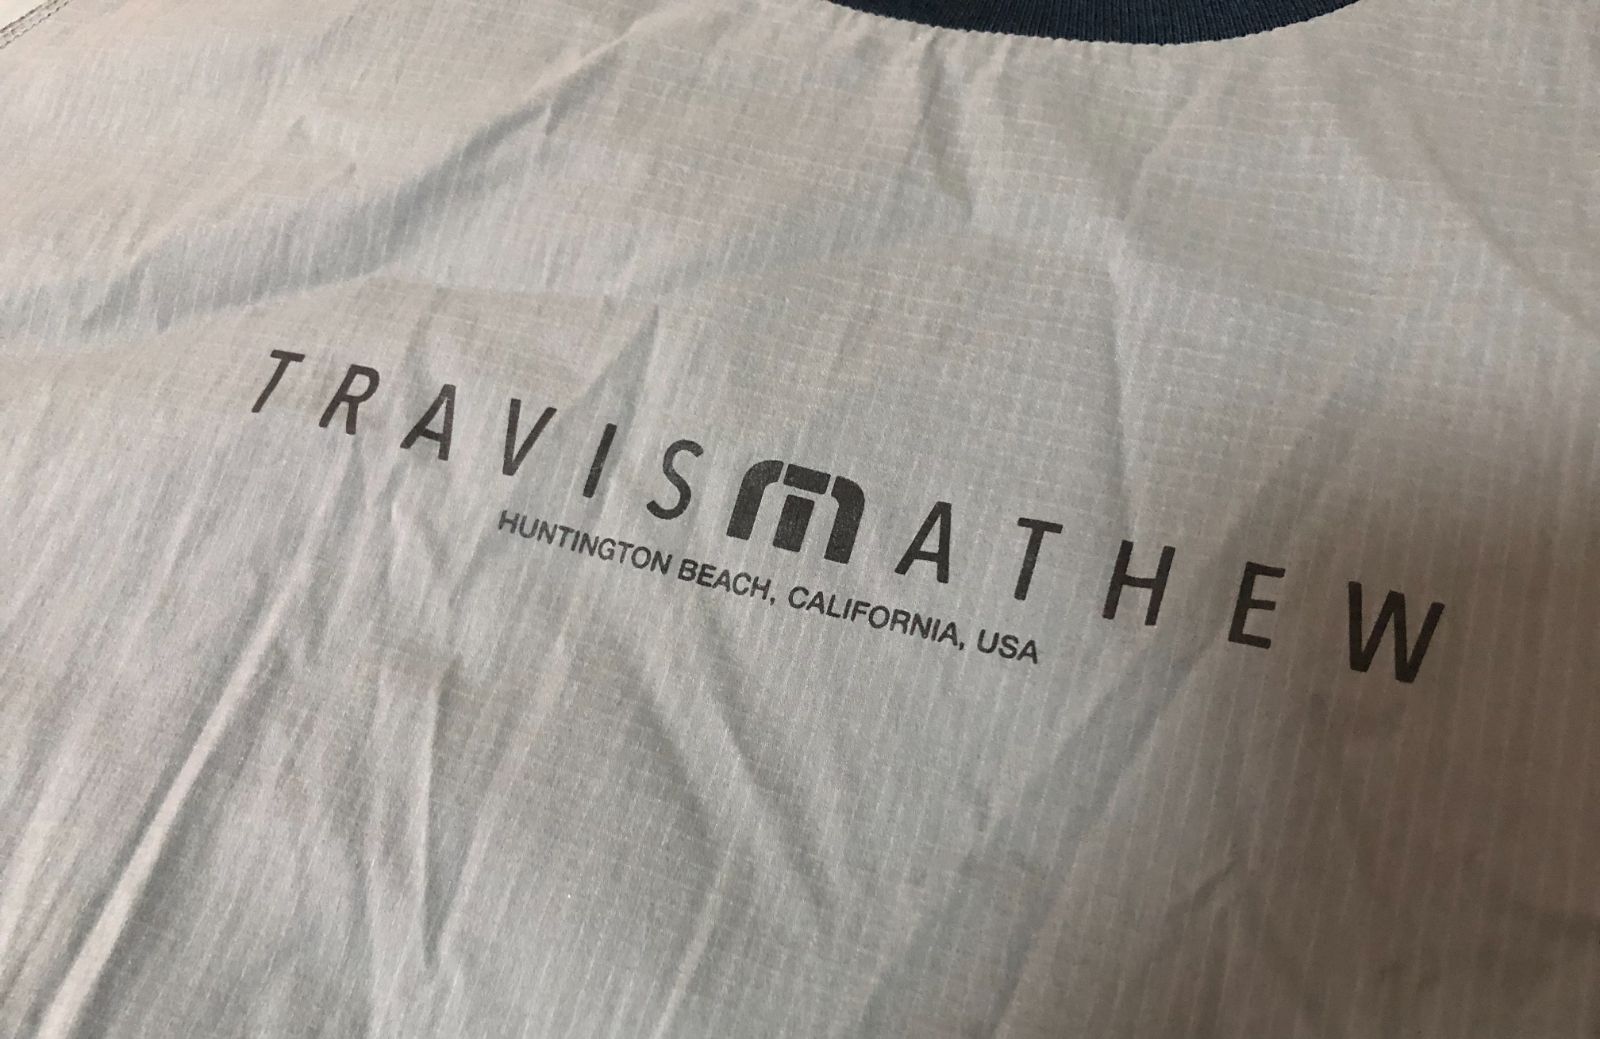 TRAVISMATHEW
HUNTINGTON BEACH, CALIFORNIA, USA